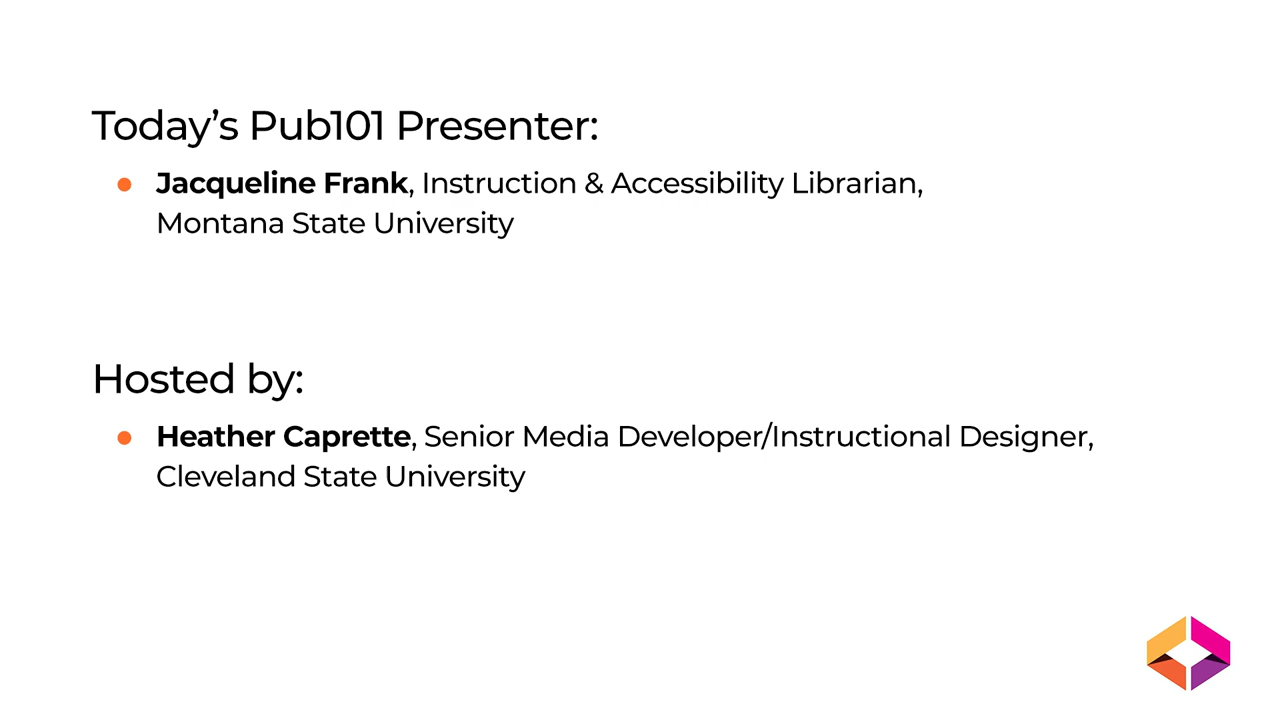 Today’s Pub101 Presenter:
● Jacqueline Frank, Instruction & Accessibility Librarian,
Montana State University
Hosted by:
● Heather Caprette, Senior Media Developer/Instructional Designer,
Cleveland State University